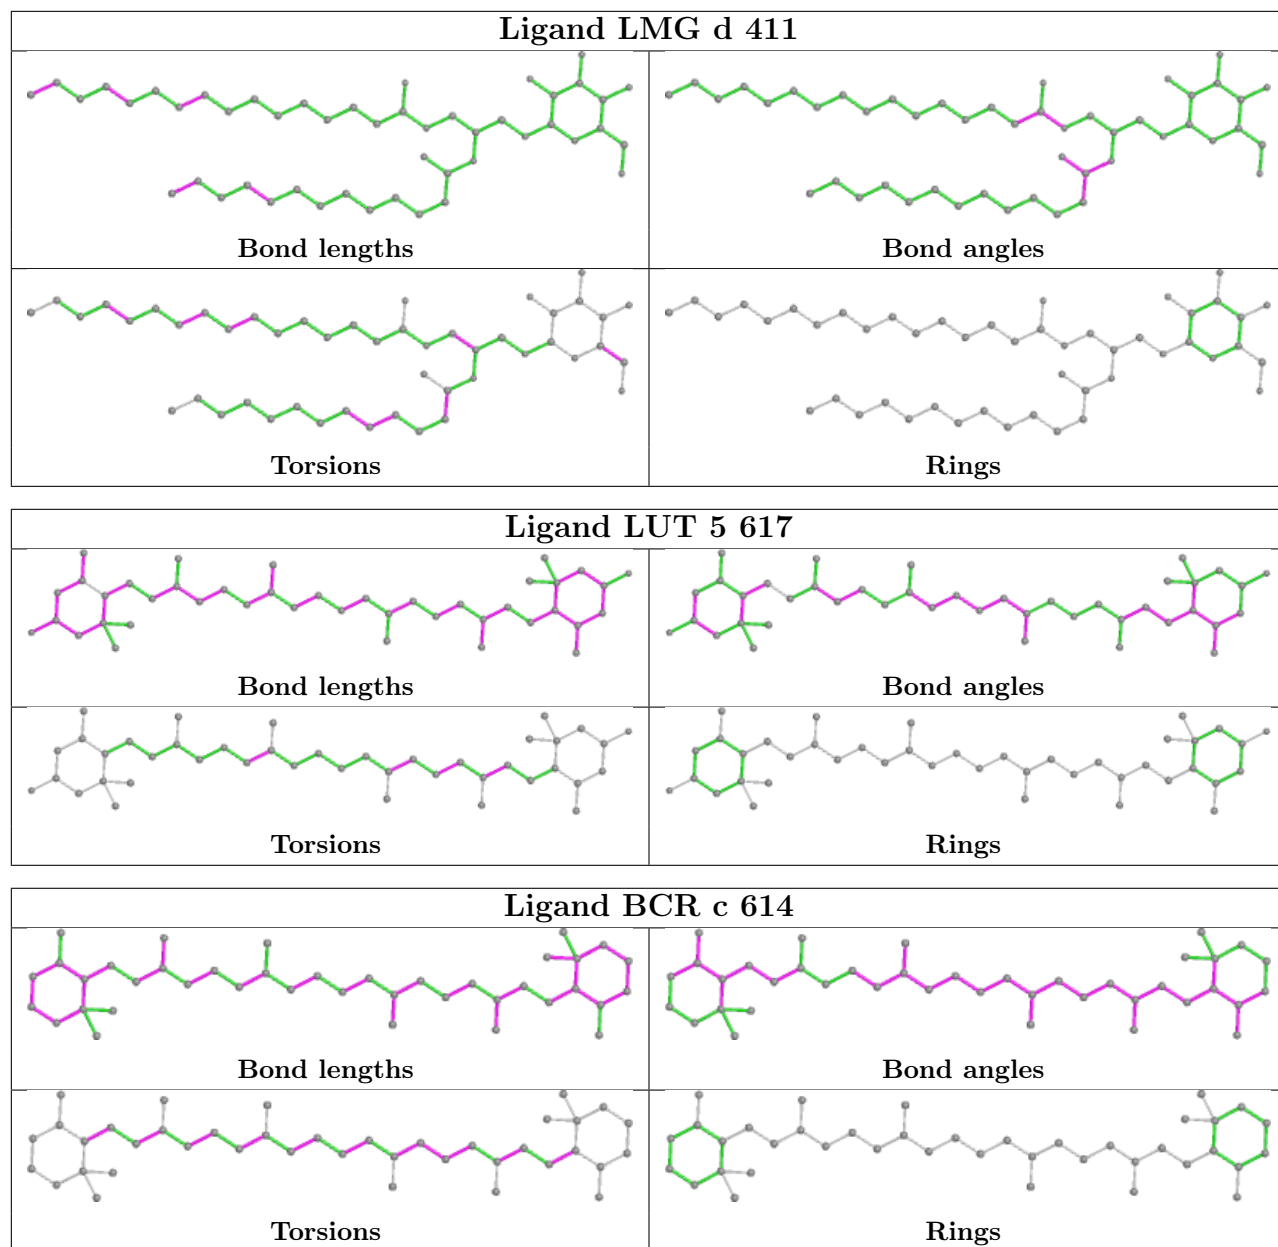 Ligand LMG d 411
Bond lengths
Bond angles
Torsions
Rings
Ligand LUT 5 617
Bond lengths
Bond angles
Torsions
Rings
Ligand BCR c 614
Bond lengths
Bond angles
Torsions
Rings